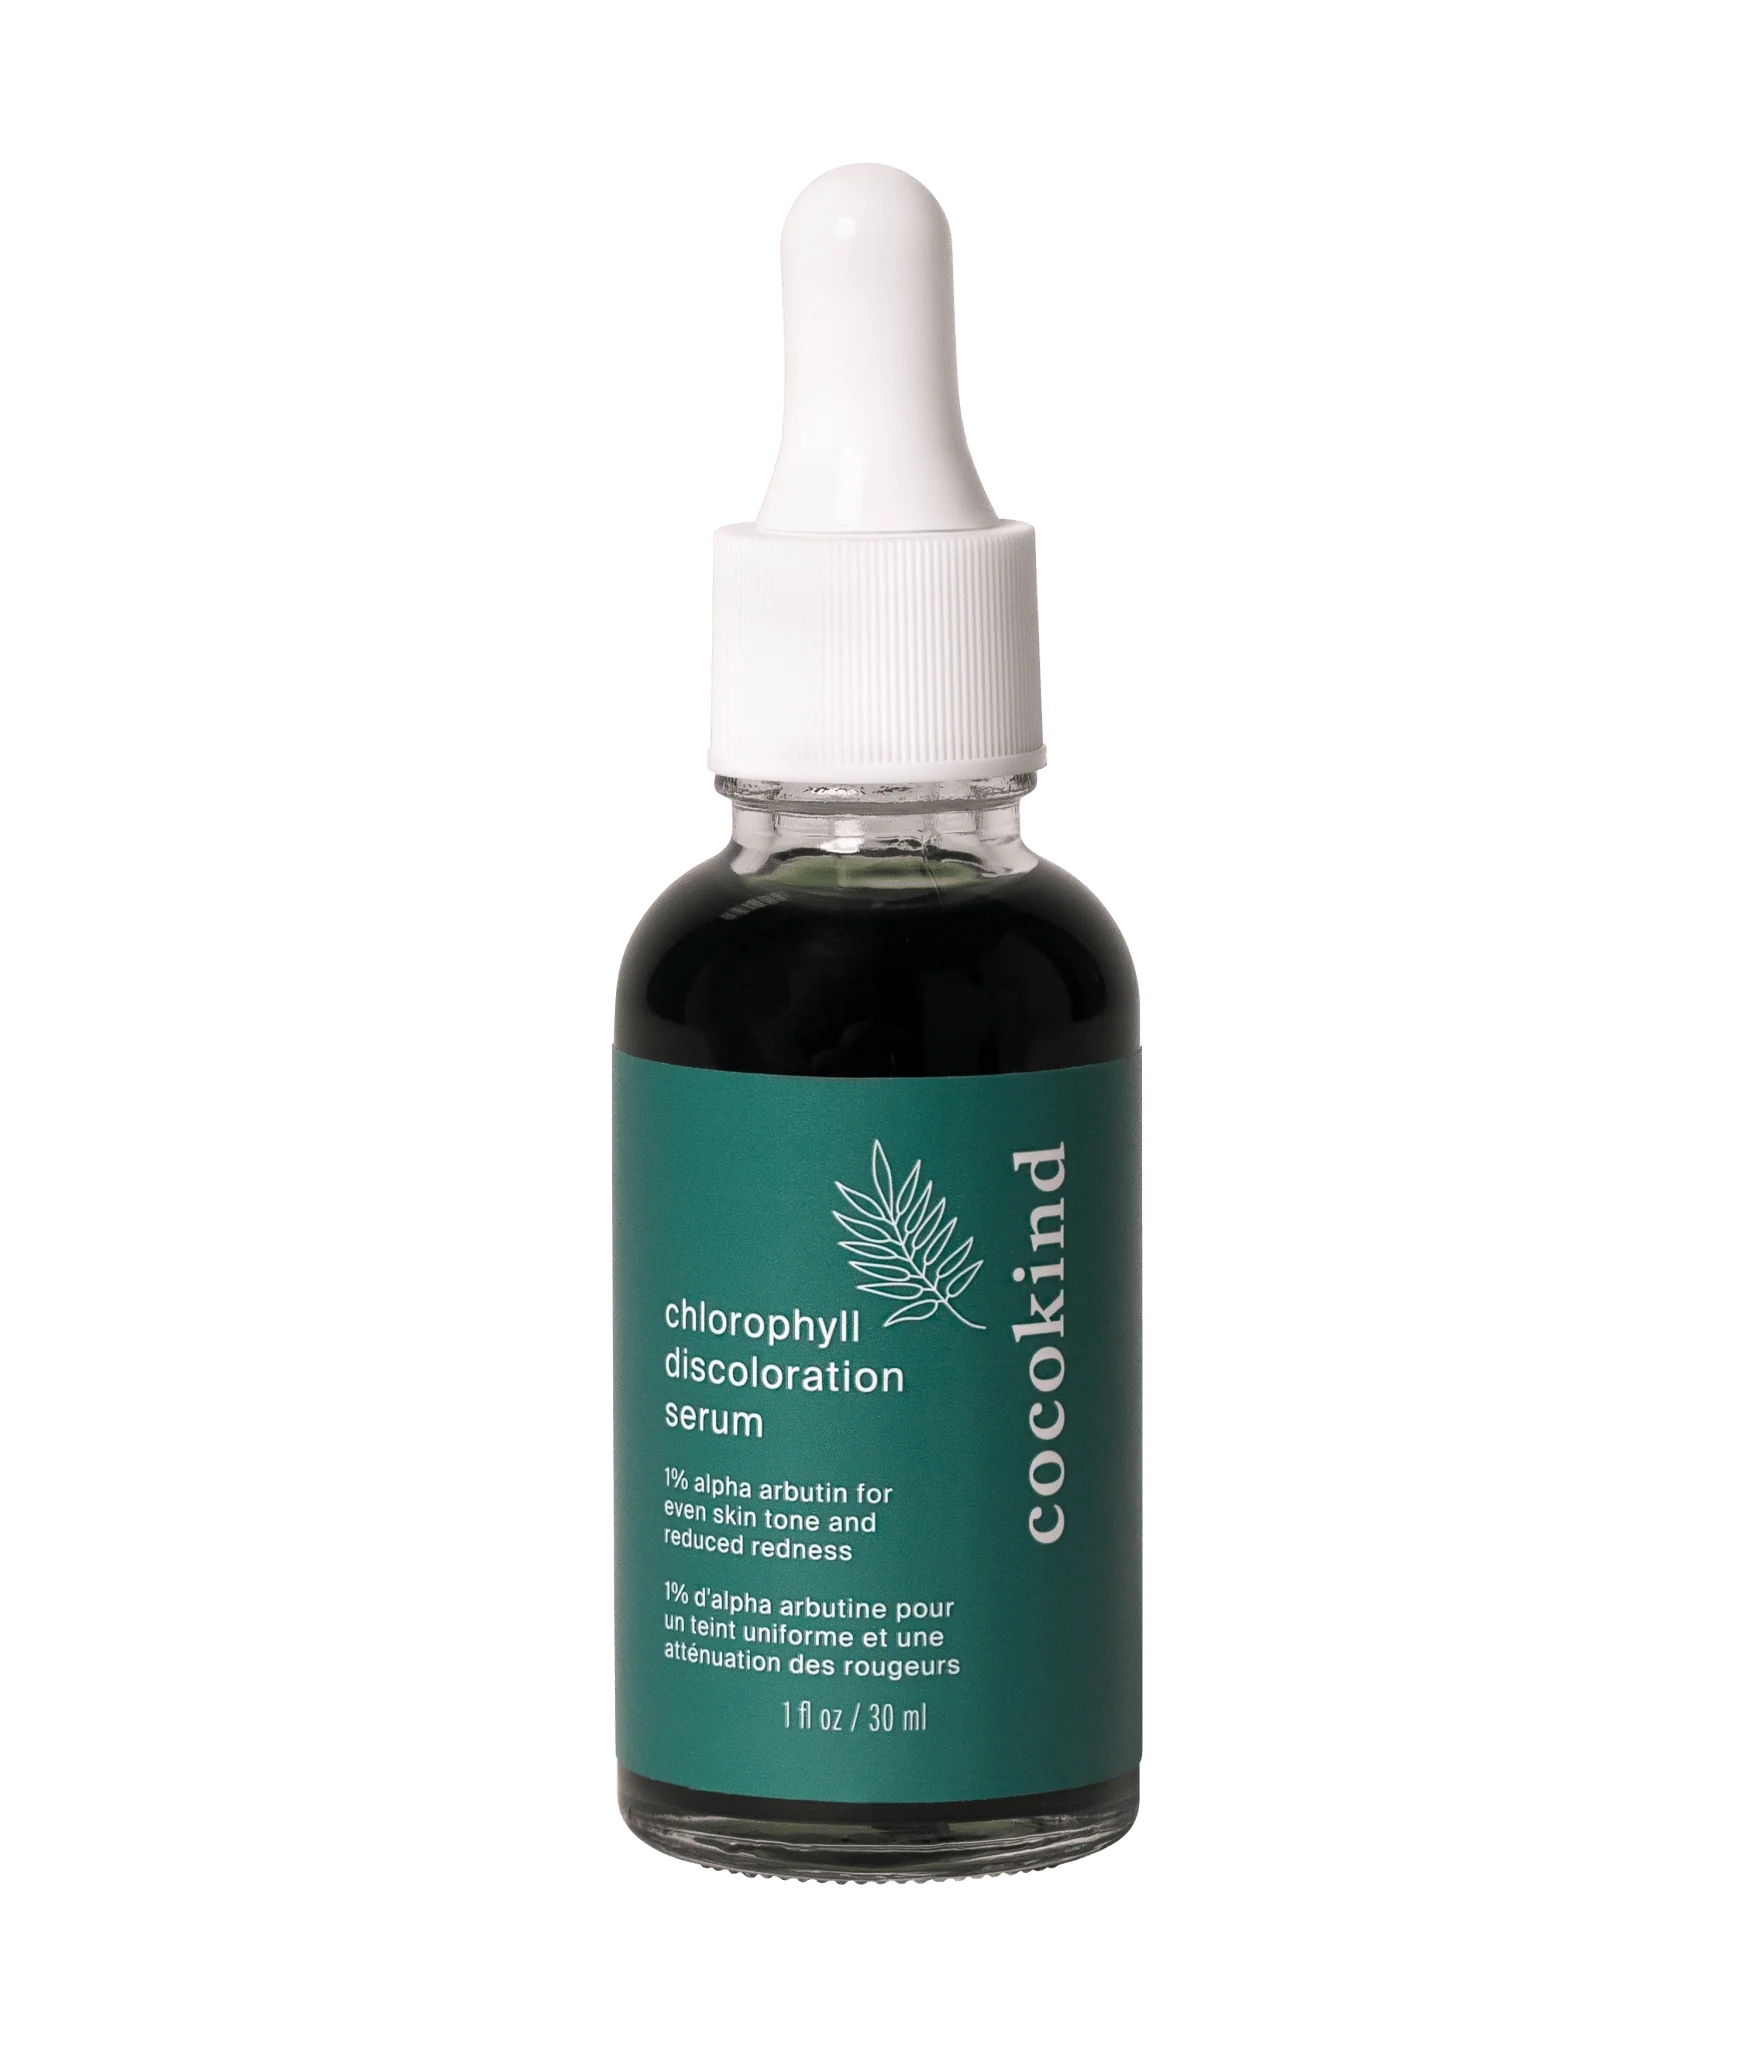 chlorophyll
discoloration
serum
cocokind
1% alpha arbutin for
even skin tone and
reduced redness
1% d'alpha arbutine pour
un teint uniforme et une
atténuation des rougeurs
1 fl oz / 30 ml